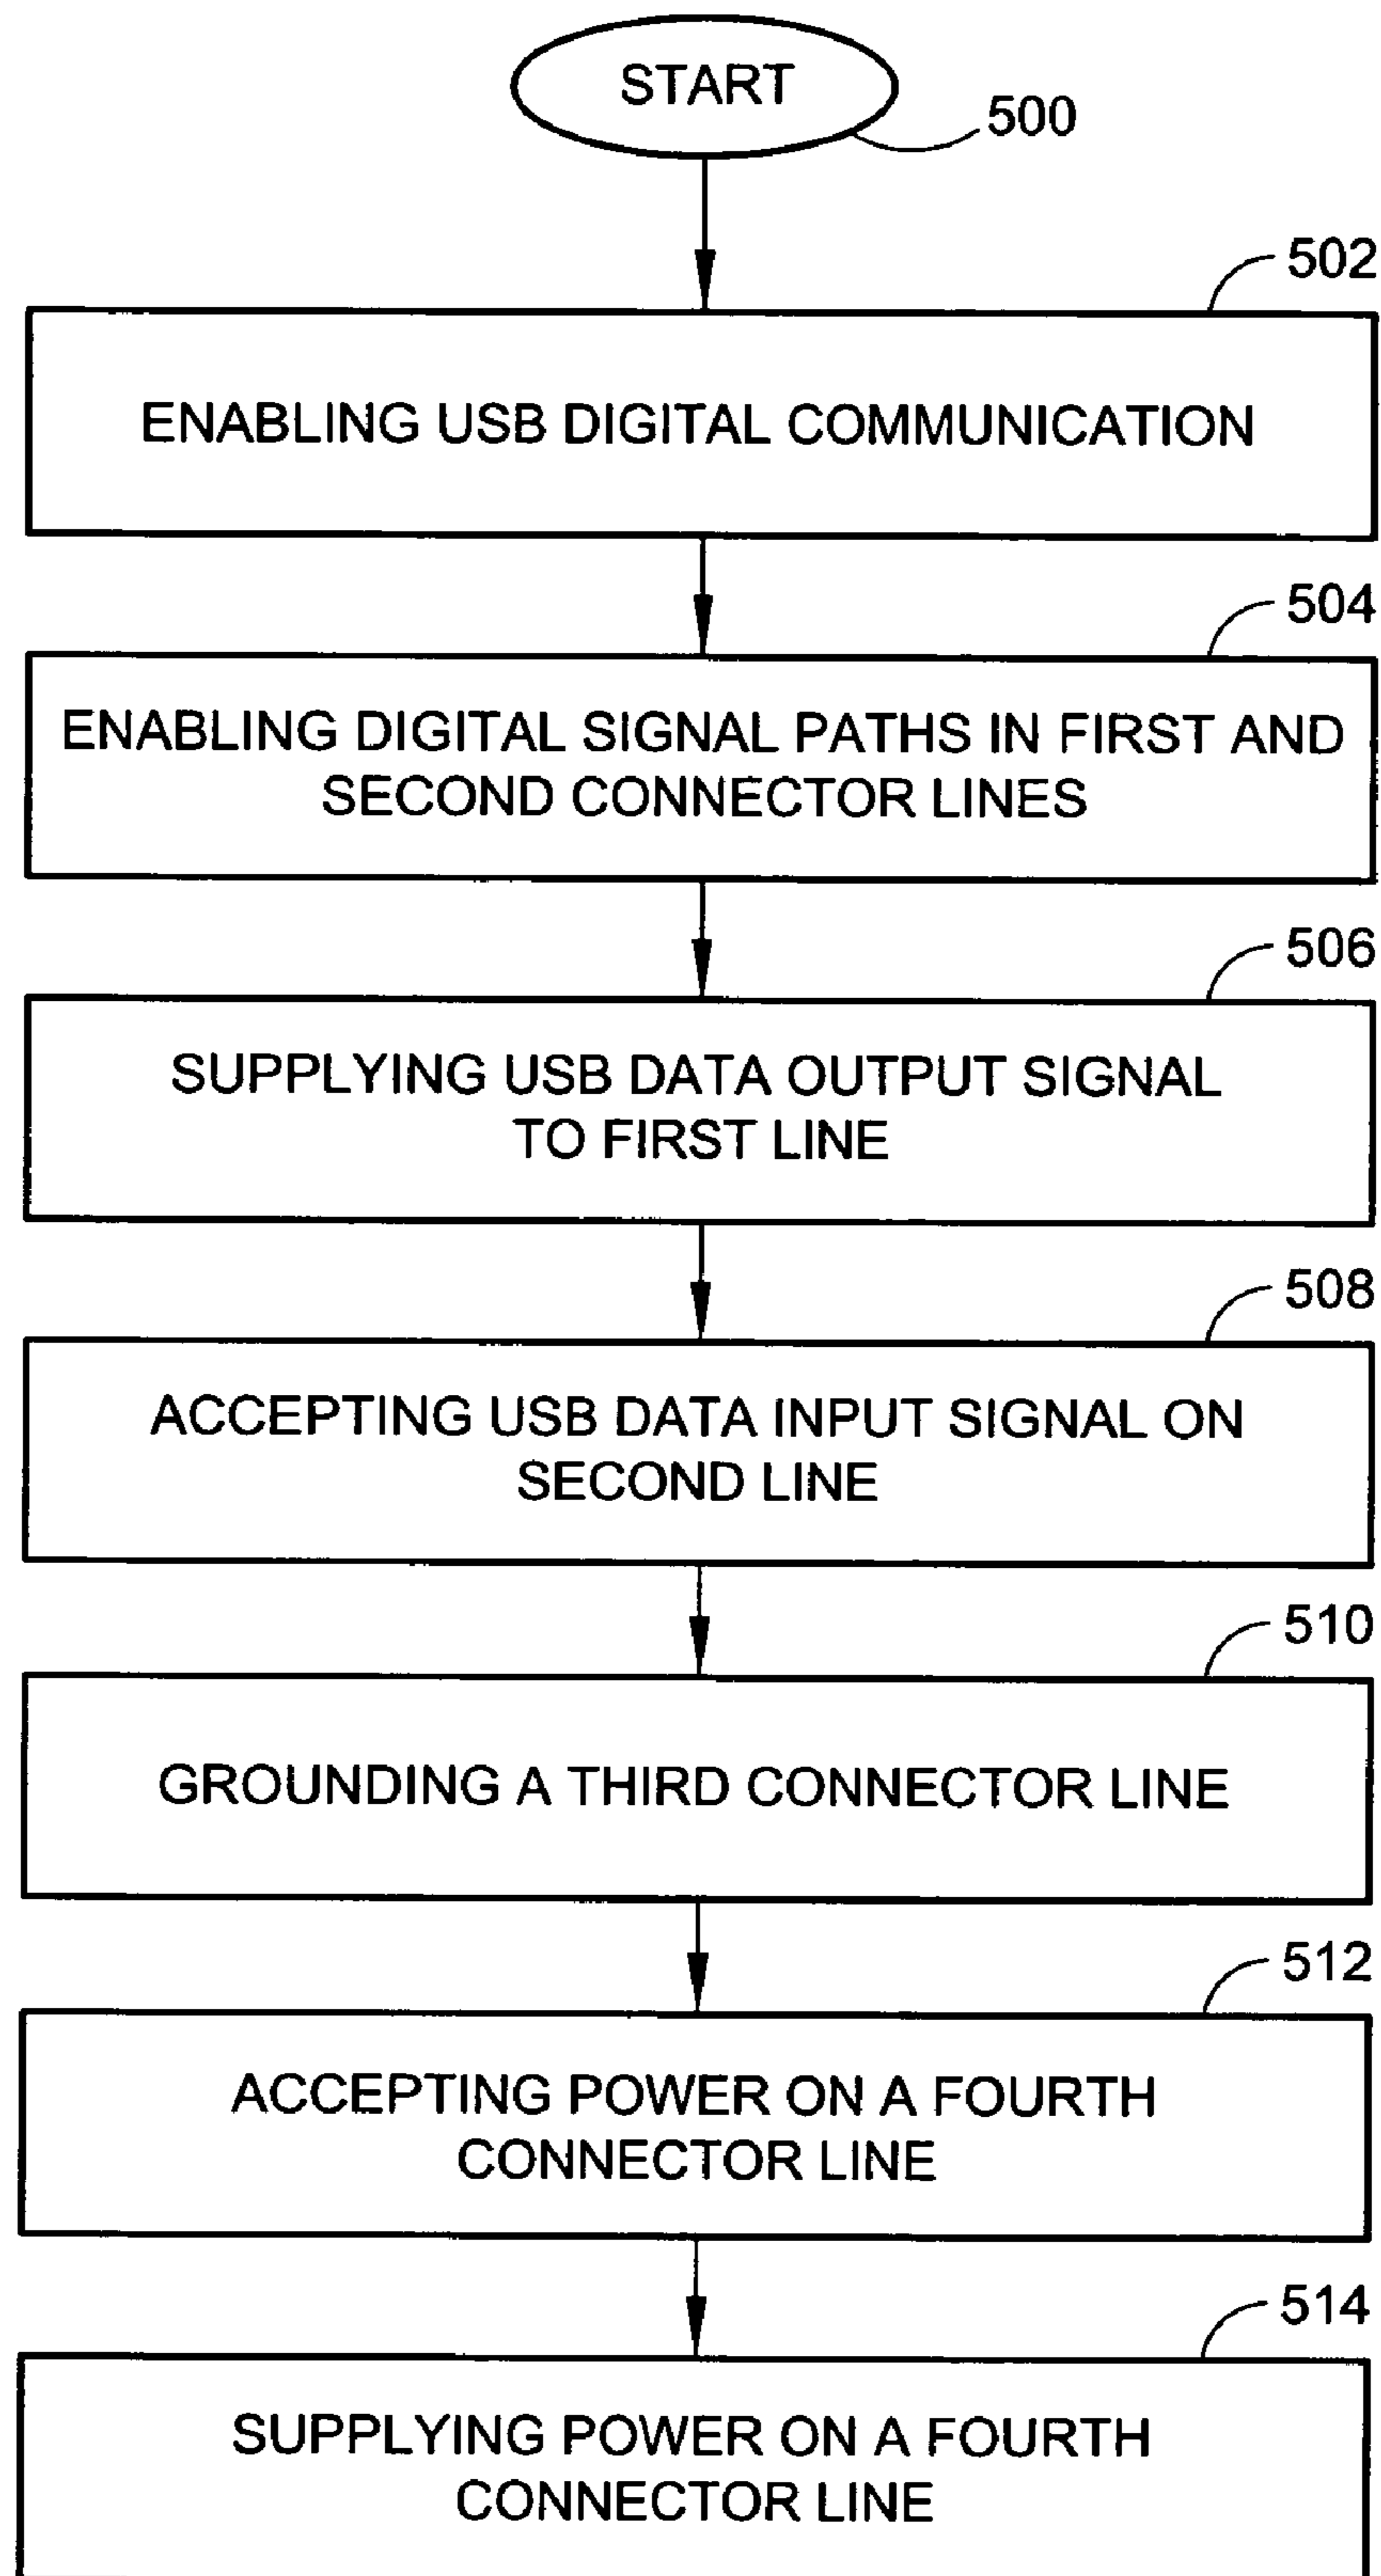 START
500
502
ENABLING USB DIGITAL COMMUNICATION
504
ENABLING DIGITAL SIGNAL PATHS IN FIRST AND
SECOND CONNECTOR LINES
506
SUPPLYING USB DATA OUTPUT SIGNAL
TO FIRST LINE
508
ACCEPTING USB DATA INPUT SIGNAL ON
SECOND LINE
510
GROUNDING A THIRD CONNECTOR LINE
512
ACCEPTING POWER ON A FOURTH
CONNECTOR LINE
514
SUPPLYING POWER ON A FOURTH
CONNECTOR LINE